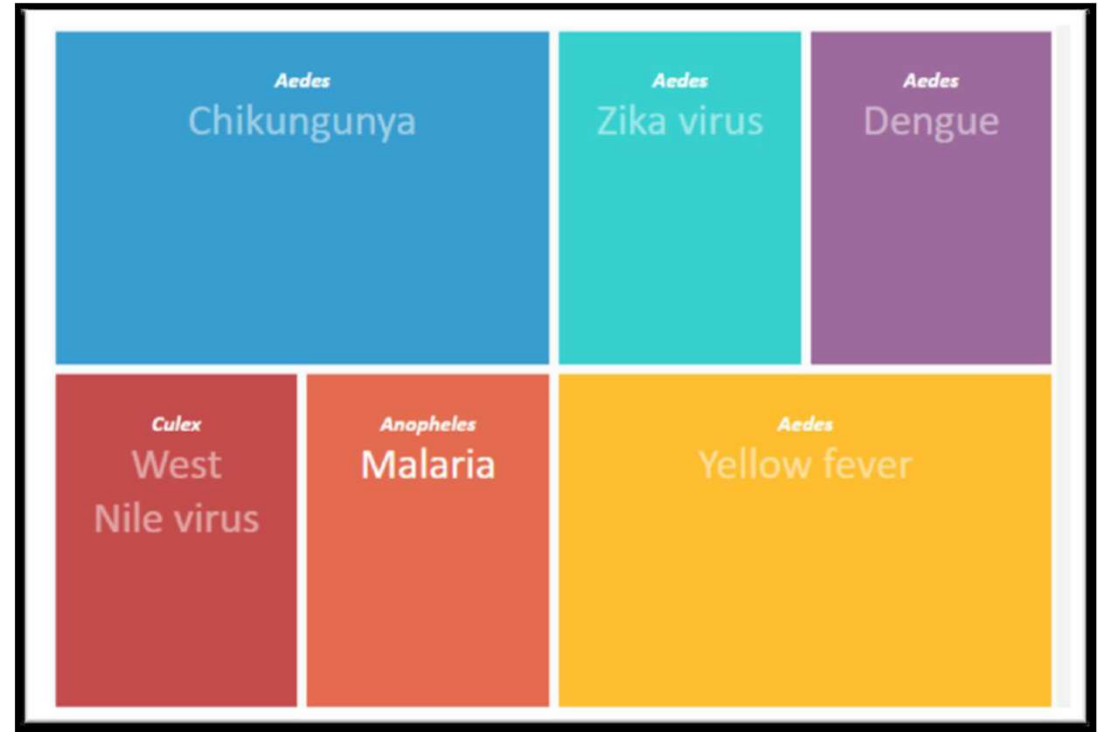 Aedes
Chikungunya
Aedes
Zika virus
Aedes
Dengue
Culex
West
Nile virus
Anopheles
Malaria
Aedes
Yellow fever